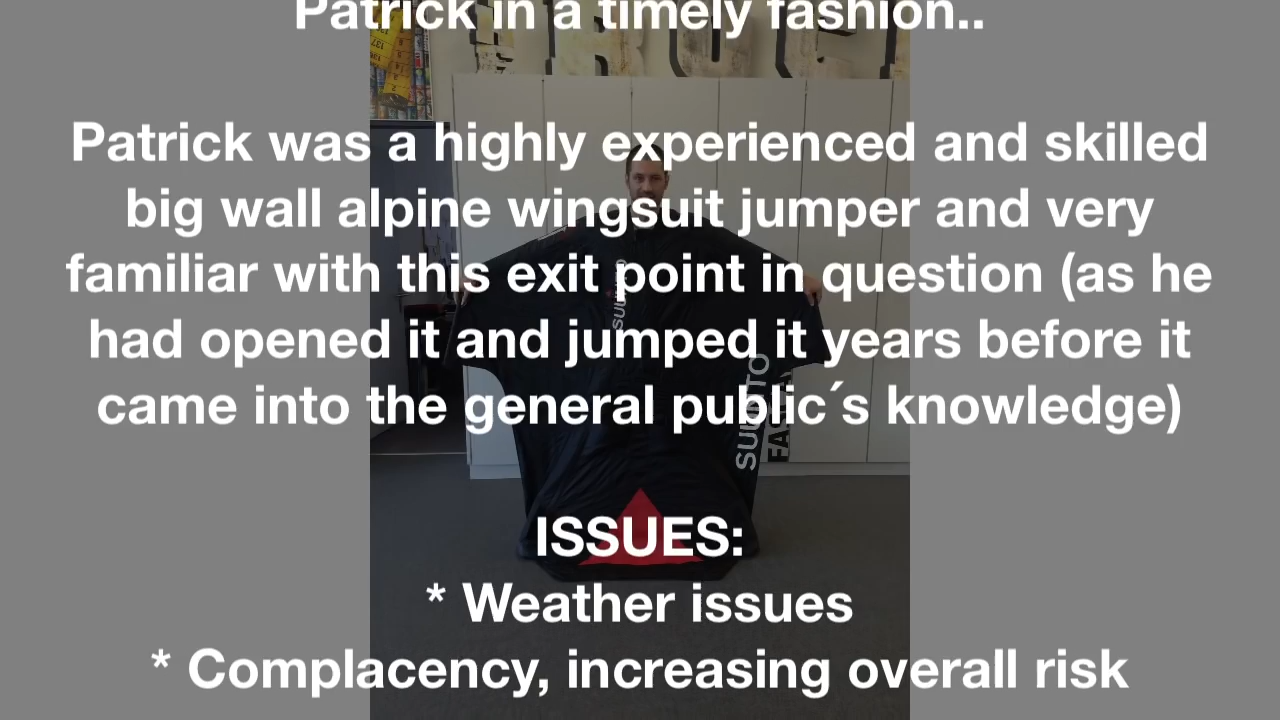 Patrick in a timely fashion..
Patrick was a highly experienced and skilled
big wall alpine wingsuit jumper and very
familiar with this exit point in question (as he
had opened it and jumped it years before it
came into the general public´s knowledge)
ISSUES:
* Weather issues
* Complacency, increasing overall risk
SUUNTO
SUUNTO